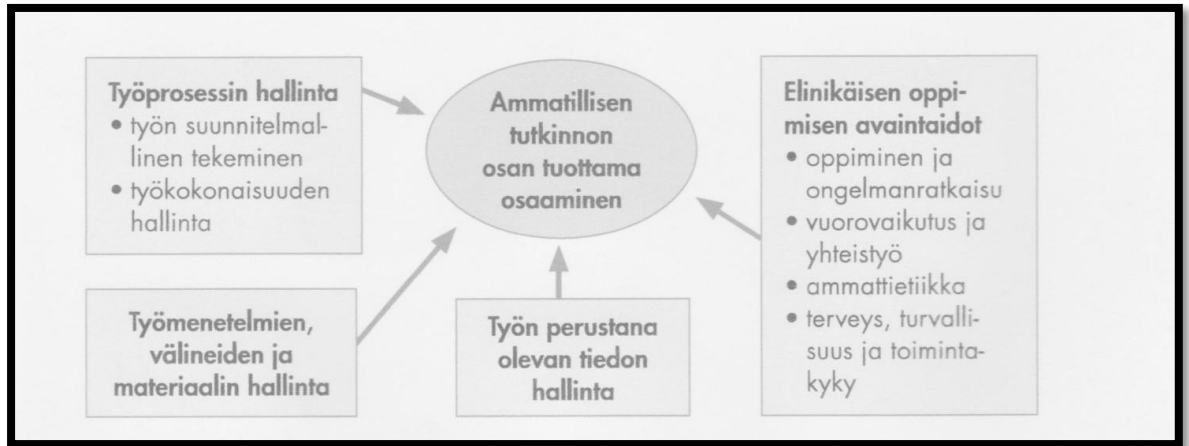 Työprosessin hallinta
• työn suunnitelmal-
linen tekeminen
• työkokonaisuuden
hallinta
Ammatillisen
tutkinnon
osan tuottama
osaaminen
Elinikäisen oppi-
misen avaintaidot
• oppiminen ja
ongelmanratkaisu
• vuorovaikutus ja
yhteistyö
• ammattietiikka
• terveys, turvalli-
suus ja toiminta-
kyky
Työmenetelmien,
välineiden ja
materiaalin hallinta
Työn perustana
olevan tiedon
hallinta